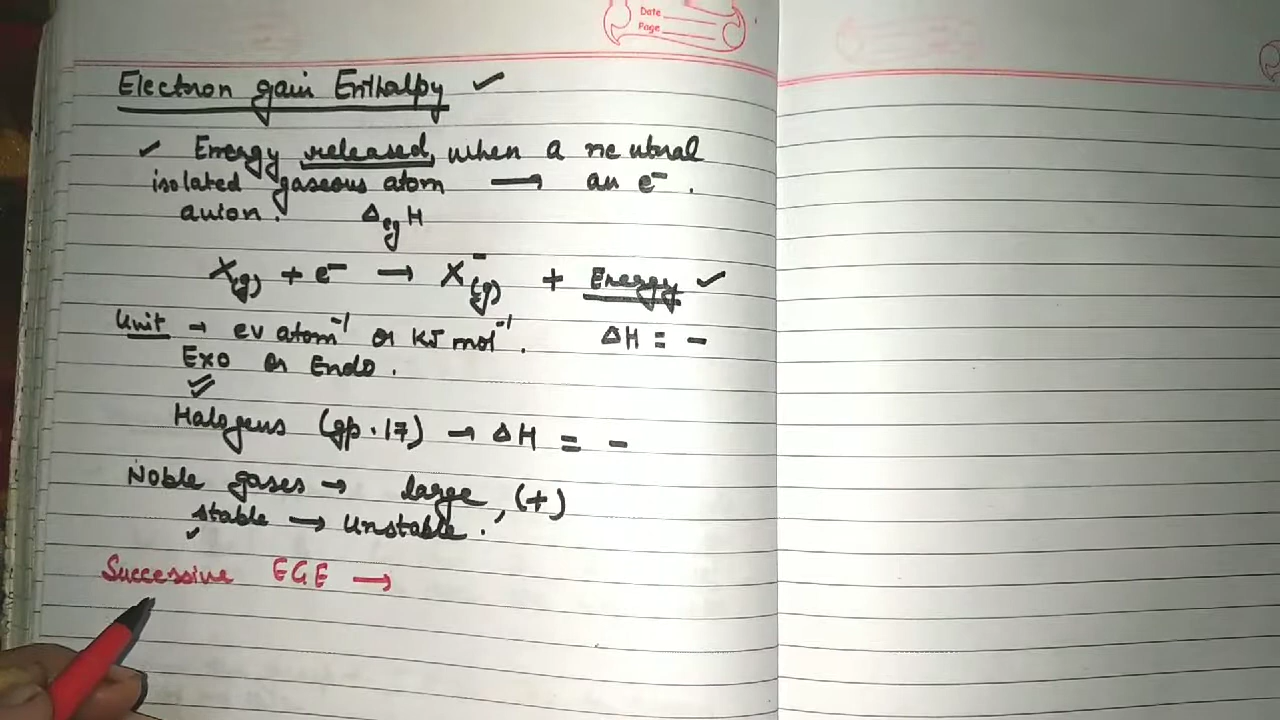 Date
Page
Electron gain Enthalpy ✓
✓ Energy released, when a neutral
isolated gaseous atom → an e⁻.
anion. ΔegH
X(g) + e⁻ → X⁻(g) + Energy ✓
Unit → ev atom⁻¹ or KJ mol⁻¹. ΔH = -
Exo or Endo.
Halogens (gp.17) → ΔH = -
Noble gases → large, (+)
stable → Unstable.
Successive EGE →